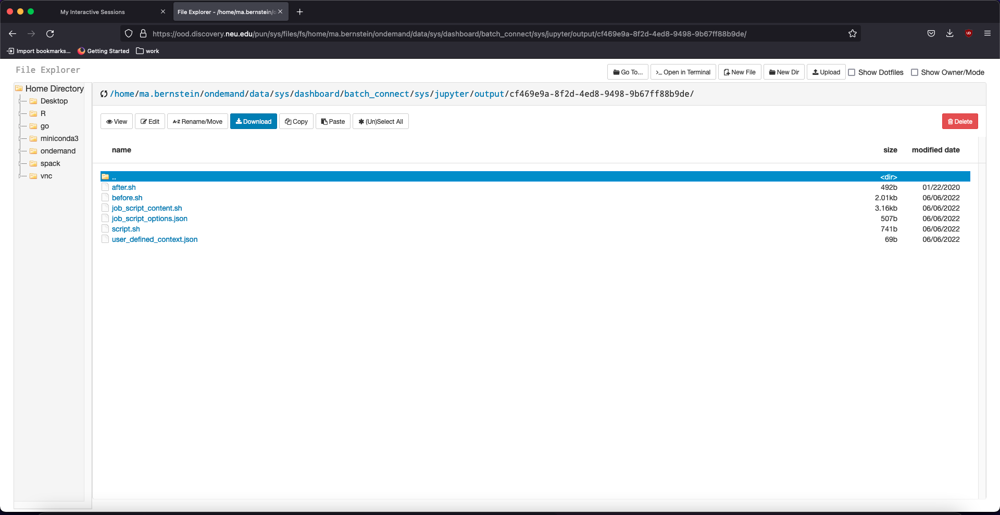 My Interactive Sessions
File Explorer - /home/ma.bernstein/o
https://ood.discovery.neu.edu/pun/sys/files/fs/home/ma.bernstein/ondemand/data/sys/dashboard/batch_connect/sys/jupyter/output/cf469e9a-8f2d-4ed8-9498-9b67ff88b9de/
Import bookmarks... Getting Started work
File Explorer
Go To... >_ Open in Terminal New File New Dir Upload Show Dotfiles Show Owner/Mode
Home Directory
Desktop
R
go
miniconda3
ondemand
spack
vnc
/home/ma.bernstein/ondemand/data/sys/dashboard/batch_connect/sys/jupyter/output/cf469e9a-8f2d-4ed8-9498-9b67ff88b9de/
View Edit A-Z Rename/Move Download Copy Paste (Un)Select All Delete
name size modified date
.. <dir>
after.sh 492b 01/22/2020
before.sh 2.01kb 06/06/2022
job_script_content.sh 3.16kb 06/06/2022
job_script_options.json 507b 06/06/2022
script.sh 741b 06/06/2022
user_defined_context.json 69b 06/06/2022